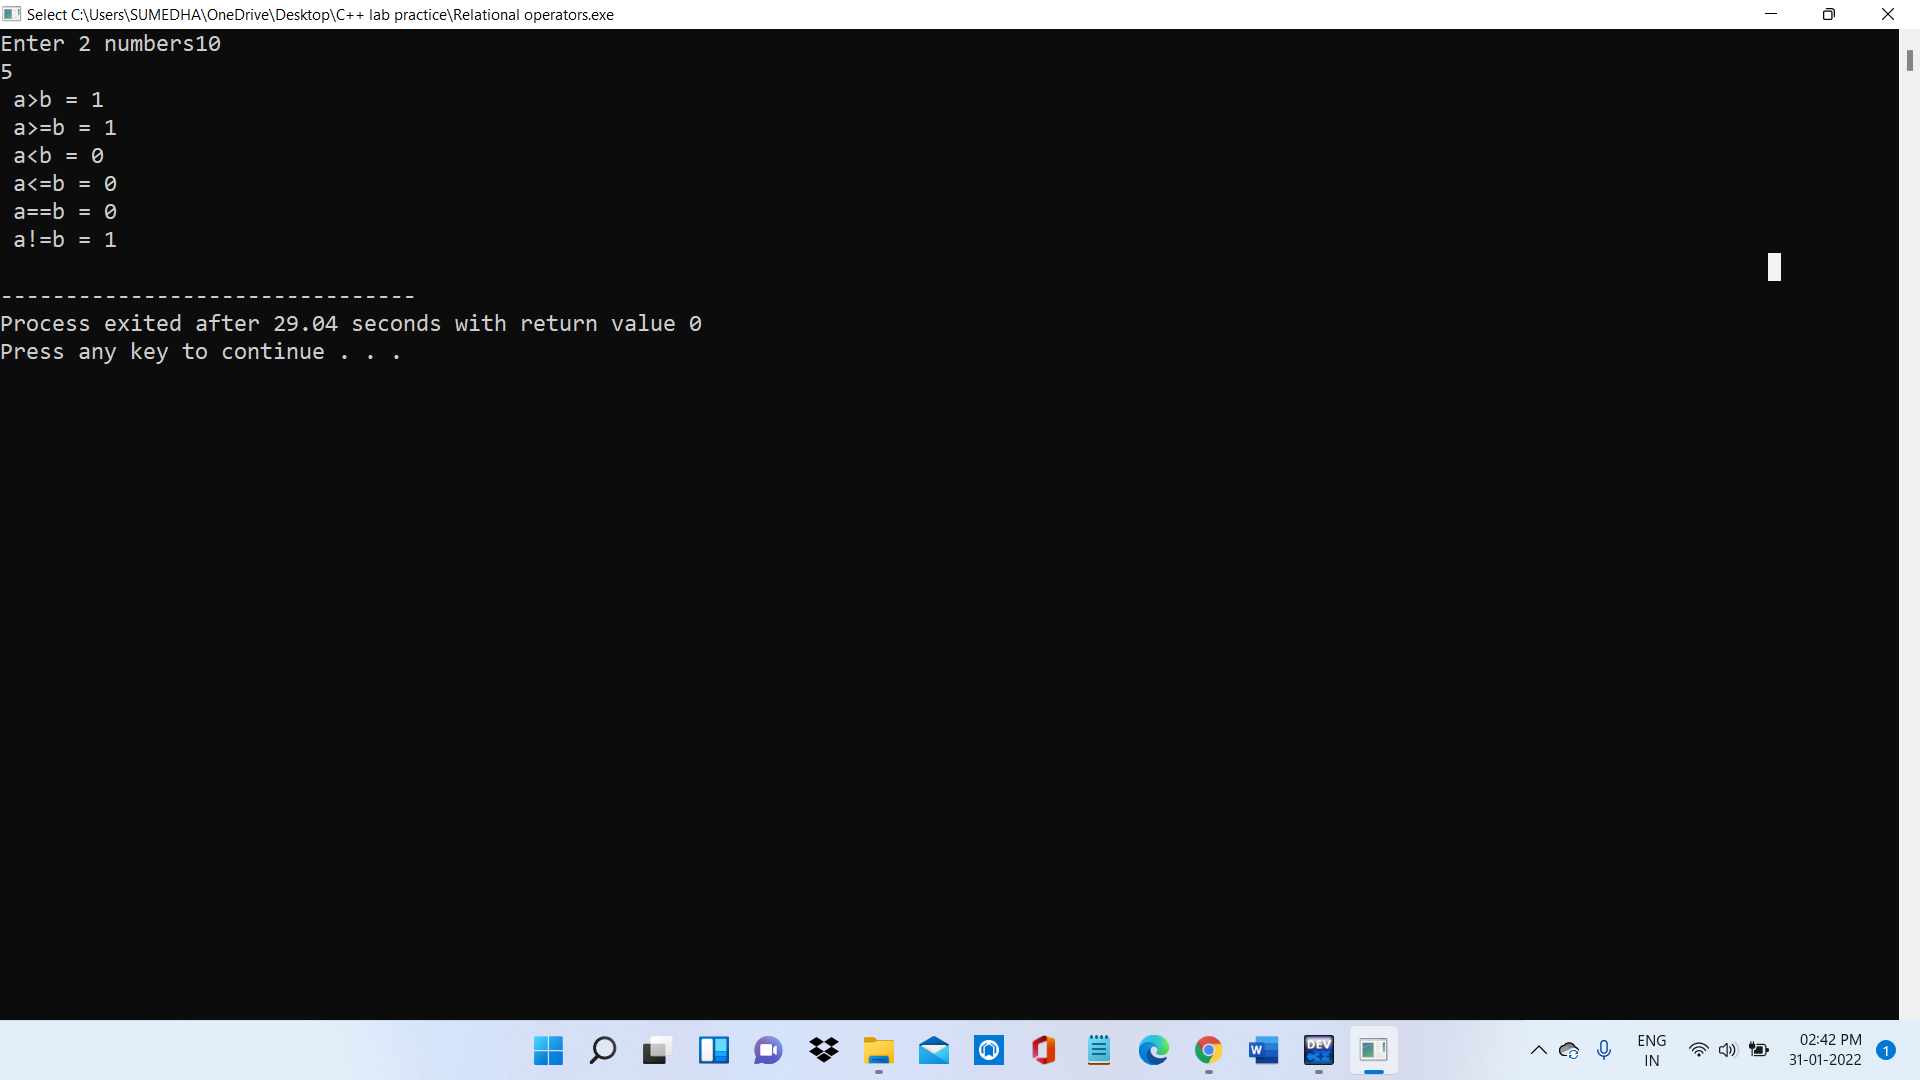 Select C:\Users\SUMEDHA\OneDrive\Desktop\C++ lab practice\Relational operators.exe
Enter 2 numbers10
5
 a>b = 1
 a>=b = 1
 a<b = 0
 a<=b = 0
 a==b = 0
 a!=b = 1
--------------------------------
Process exited after 29.04 seconds with return value 0
Press any key to continue . . .
W
DEV
C++
ENG
IN
02:42 PM
31-01-2022
1